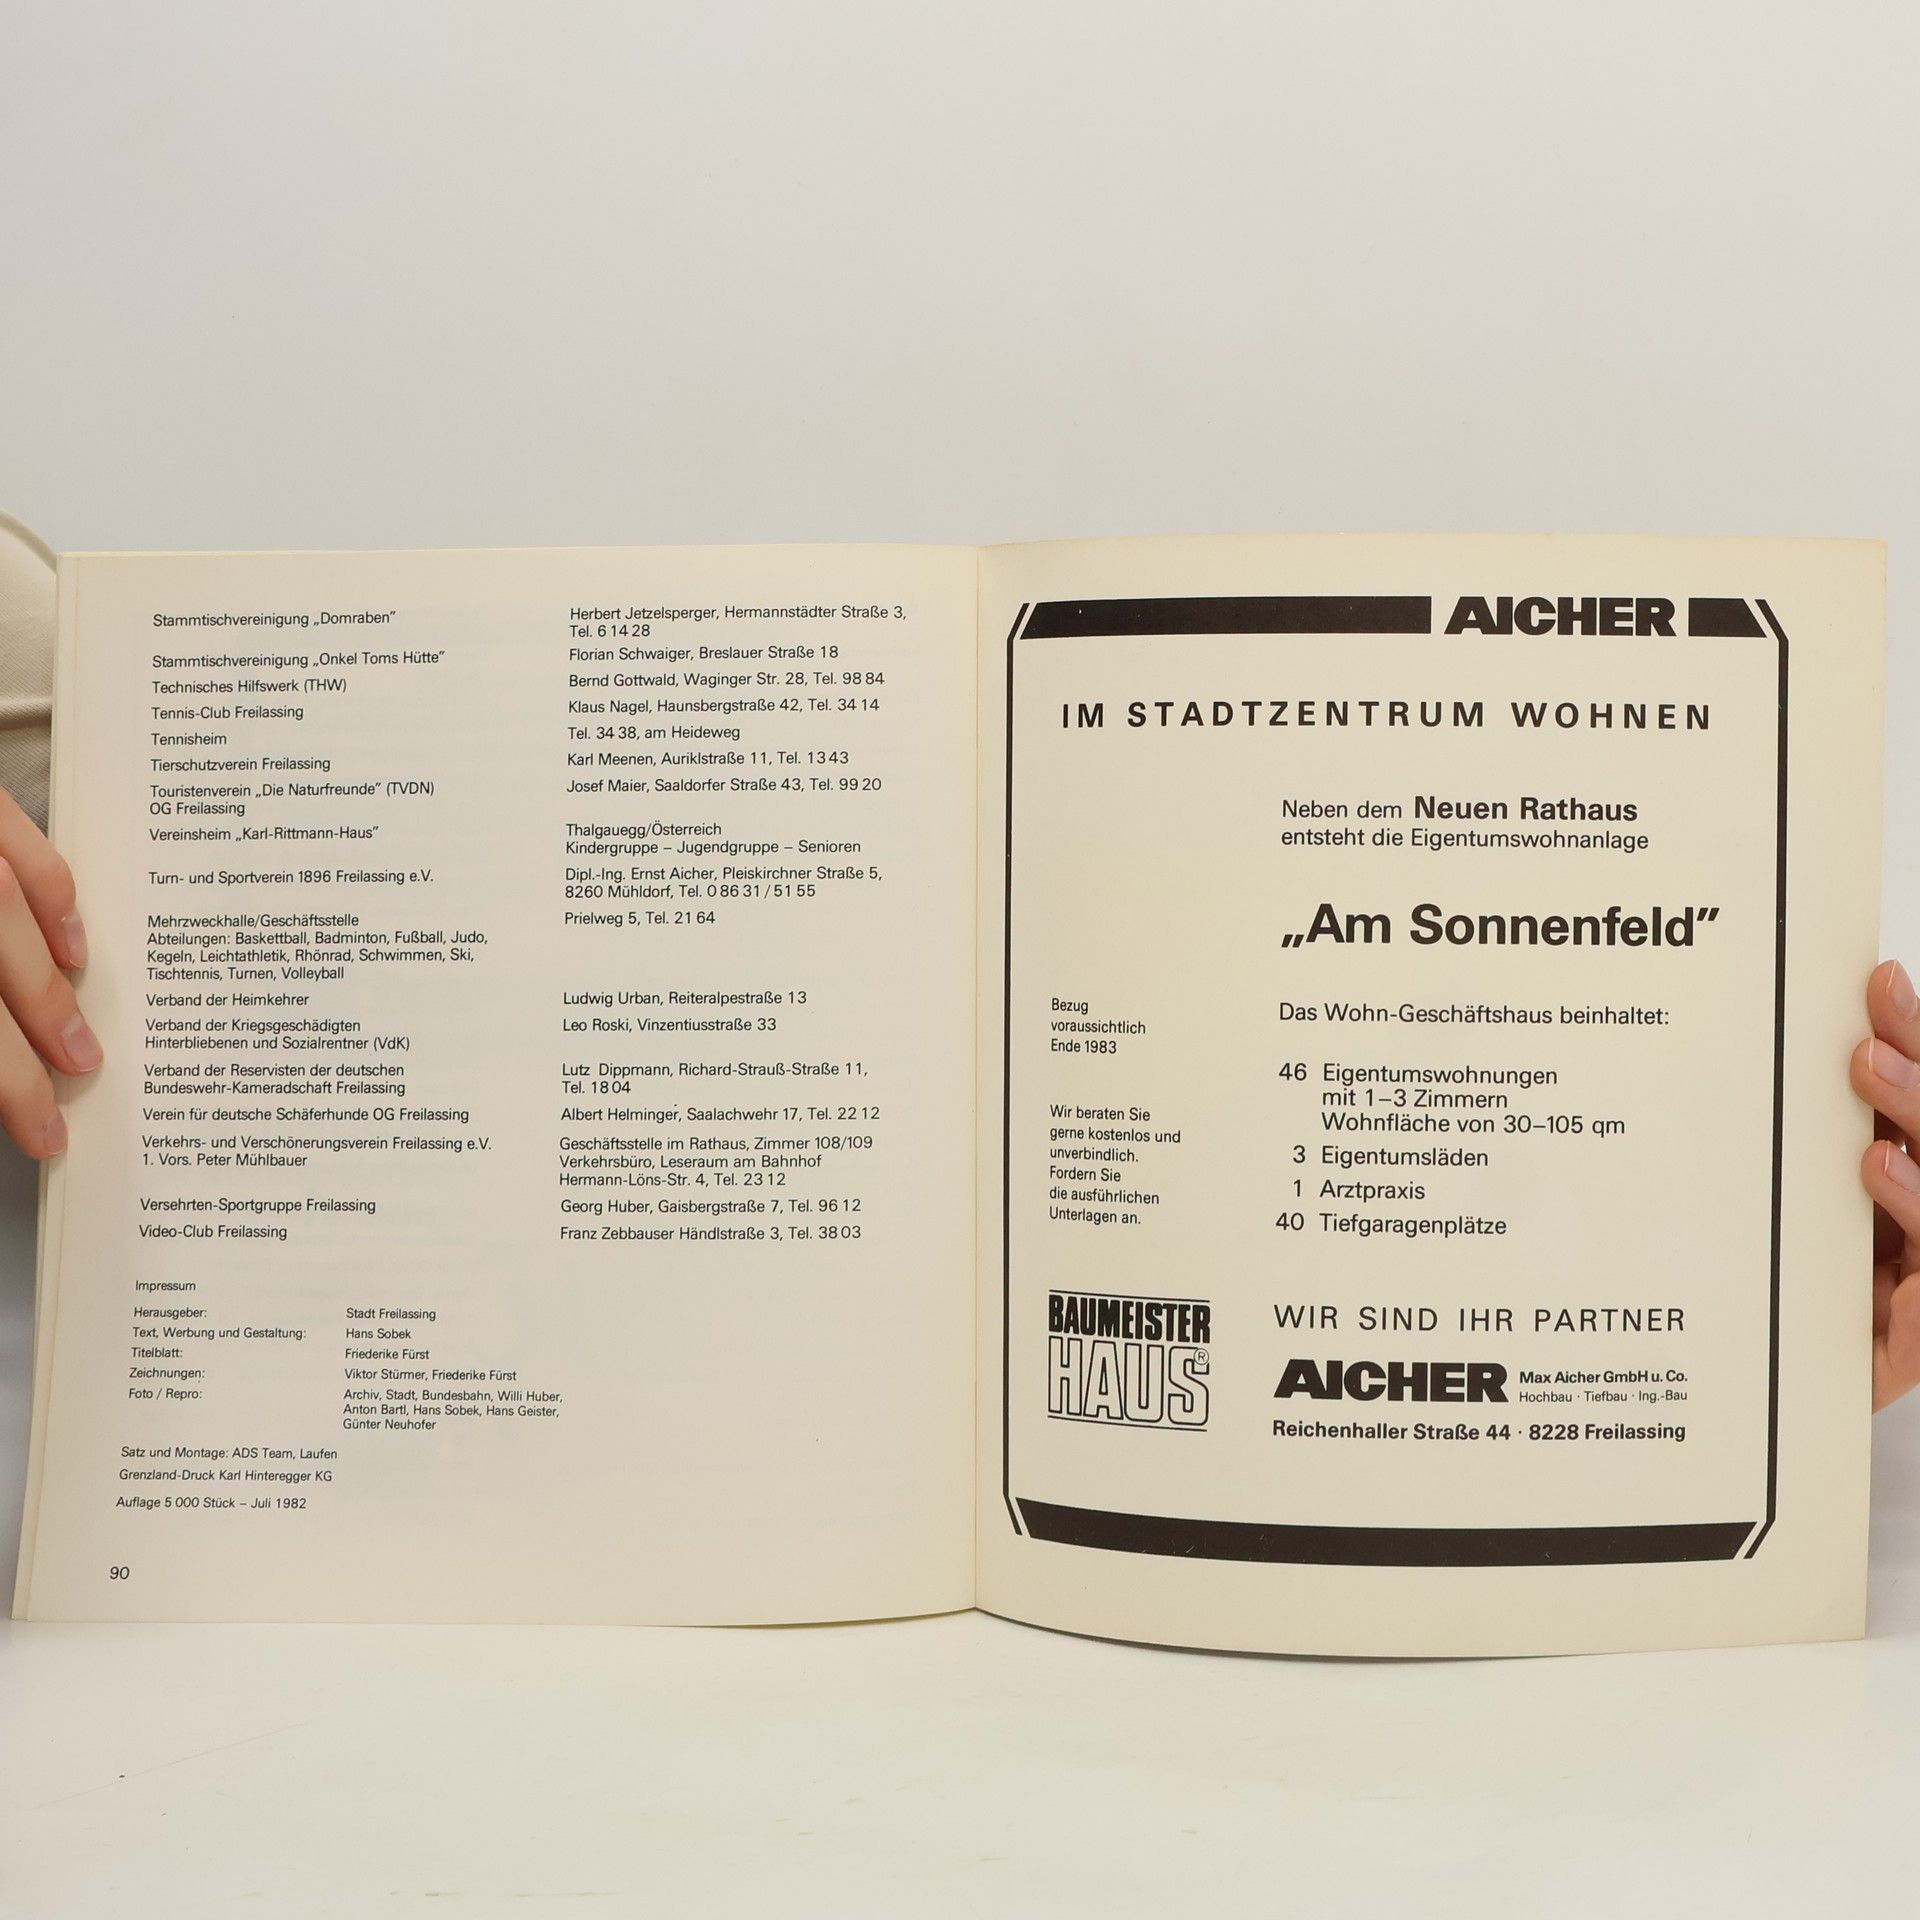 Stammtischvereinigung „Domraben”
Herbert Jetzelsperger, Hermannstädter Straße 3,
Tel. 6 14 28
Stammtischvereinigung „Onkel Toms Hütte”
Florian Schwaiger, Breslauer Straße 18
Technisches Hilfswerk (THW)
Bernd Gottwald, Waginger Str. 28, Tel. 98 84
Tennis-Club Freilassing
Klaus Nagel, Haunsbergstraße 42, Tel. 34 14
Tennisheim
Tel. 34 38, am Heideweg
Tierschutzverein Freilassing
Karl Meenen, Auriklstraße 11, Tel. 13 43
Touristenverein „Die Naturfreunde” (TVDN)
OG Freilassing
Josef Maier, Saaldorfer Straße 43, Tel. 99 20
Vereinsheim „Karl-Rittmann-Haus”
Thalgauegg/Österreich
Kindergruppe – Jugendgruppe – Senioren
Turn- und Sportverein 1896 Freilassing e.V.
Dipl.-Ing. Ernst Aicher, Pleiskirchner Straße 5,
8260 Mühldorf, Tel. 0 86 31 / 51 55
Mehrzweckhalle/Geschäftsstelle
Abteilungen: Baskettball, Badminton, Fußball, Judo,
Kegeln, Leichtathletik, Rhönrad, Schwimmen, Ski,
Tischtennis, Turnen, Volleyball
Prielweg 5, Tel. 21 64
Verband der Heimkehrer
Ludwig Urban, Reiteralpestraße 13
Verband der Kriegsgeschädigten
Hinterbliebenen und Sozialrentner (VdK)
Leo Roski, Vinzentiusstraße 33
Verband der Reservisten der deutschen
Bundeswehr-Kameradschaft Freilassing
Lutz Dippmann, Richard-Strauß-Straße 11,
Tel. 18 04
Verein für deutsche Schäferhunde OG Freilassing
Albert Helminger, Saalachwehr 17, Tel. 22 12
Verkehrs- und Verschönerungsverein Freilassing e.V.
1. Vors. Peter Mühlbauer
Geschäftsstelle im Rathaus, Zimmer 108/109
Verkehrsbüro, Leseraum am Bahnhof
Hermann-Löns-Str. 4, Tel. 23 12
Versehrten-Sportgruppe Freilassing
Georg Huber, Gaisbergstraße 7, Tel. 96 12
Video-Club Freilassing
Franz Zebbauser Händlstraße 3, Tel. 38 03
Impressum
Herausgeber: Stadt Freilassing
Text, Werbung und Gestaltung: Hans Sobek
Titelblatt: Friederike Fürst
Zeichnungen: Viktor Stürmer, Friederike Fürst
Foto / Repro: Archiv, Stadt, Bundesbahn, Willi Huber,
Anton Bartl, Hans Sobek, Hans Geister,
Günter Neuhofer
Satz und Montage: ADS Team, Laufen
Grenzland-Druck Karl Hinteregger KG
Auflage 5 000 Stück – Juli 1982
90
AICHER
IM STADTZENTRUM WOHNEN
Neben dem Neuen Rathaus
entsteht die Eigentumswohnanlage
„Am Sonnenfeld”
Bezug
voraussichtlich
Ende 1983
Wir beraten Sie
gerne kostenlos und
unverbindlich.
Fordern Sie
die ausführlichen
Unterlagen an.
Das Wohn-Geschäftshaus beinhaltet:
46 Eigentumswohnungen
mit 1–3 Zimmern
Wohnfläche von 30–105 qm
3 Eigentumsläden
1 Arztpraxis
40 Tiefgaragenplätze
BAUMEISTER
HAUS®
WIR SIND IHR PARTNER
AICHER Max Aicher GmbH u. Co.
Hochbau · Tiefbau · Ing.-Bau
Reichenhaller Straße 44 · 8228 Freilassing